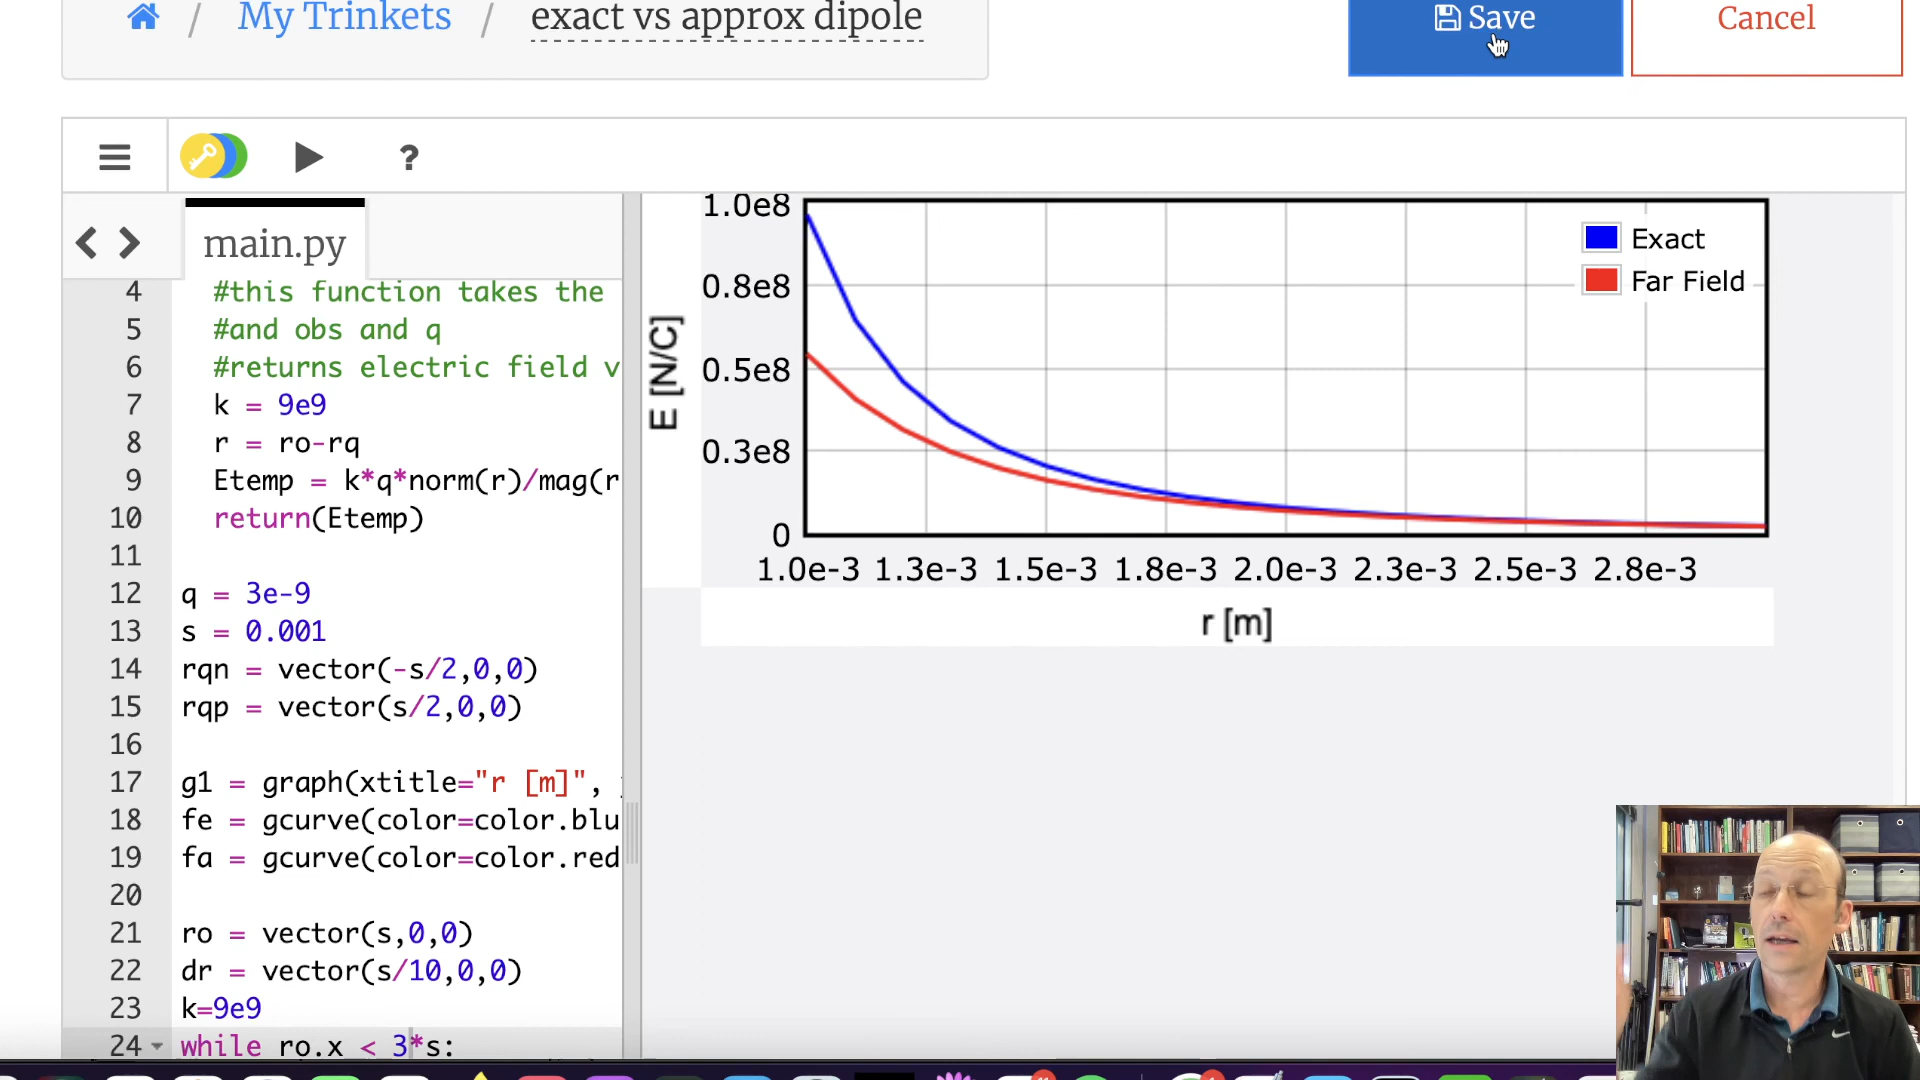 / My Trinkets / exact vs approx dipole
Save
Cancel
?
main.py
4 #this function takes the
5 #and obs and q
6 #returns electric field v
7 k = 9e9
8 r = ro-rq
9 Etemp = k*q*norm(r)/mag(r
10 return(Etemp)
11
12 q = 3e-9
13 s = 0.001
14 rqn = vector(-s/2,0,0)
15 rqp = vector(s/2,0,0)
16
17 g1 = graph(xtitle="r [m]",
18 fe = gcurve(color=color.blu
19 fa = gcurve(color=color.red
20
21 ro = vector(s,0,0)
22 dr = vector(s/10,0,0)
23 k=9e9
24 while ro.x < 3*s:
E [N/C]
1.0e8
0.8e8
0.5e8
0.3e8
0
Exact
Far Field
1.0e-3 1.3e-3 1.5e-3 1.8e-3 2.0e-3 2.3e-3 2.5e-3 2.8e-3
r [m]